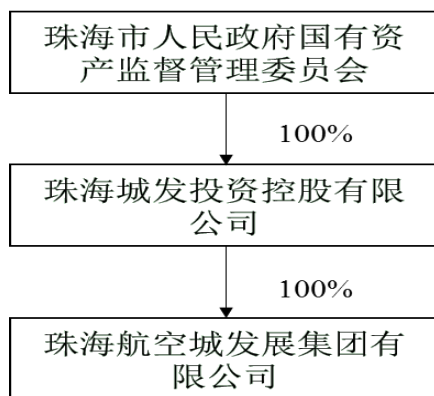 珠海市人民政府国有资
产监督管理委员会
100%
珠海城发投资控股有限
公司
100%
珠海航空城发展集团有
限公司